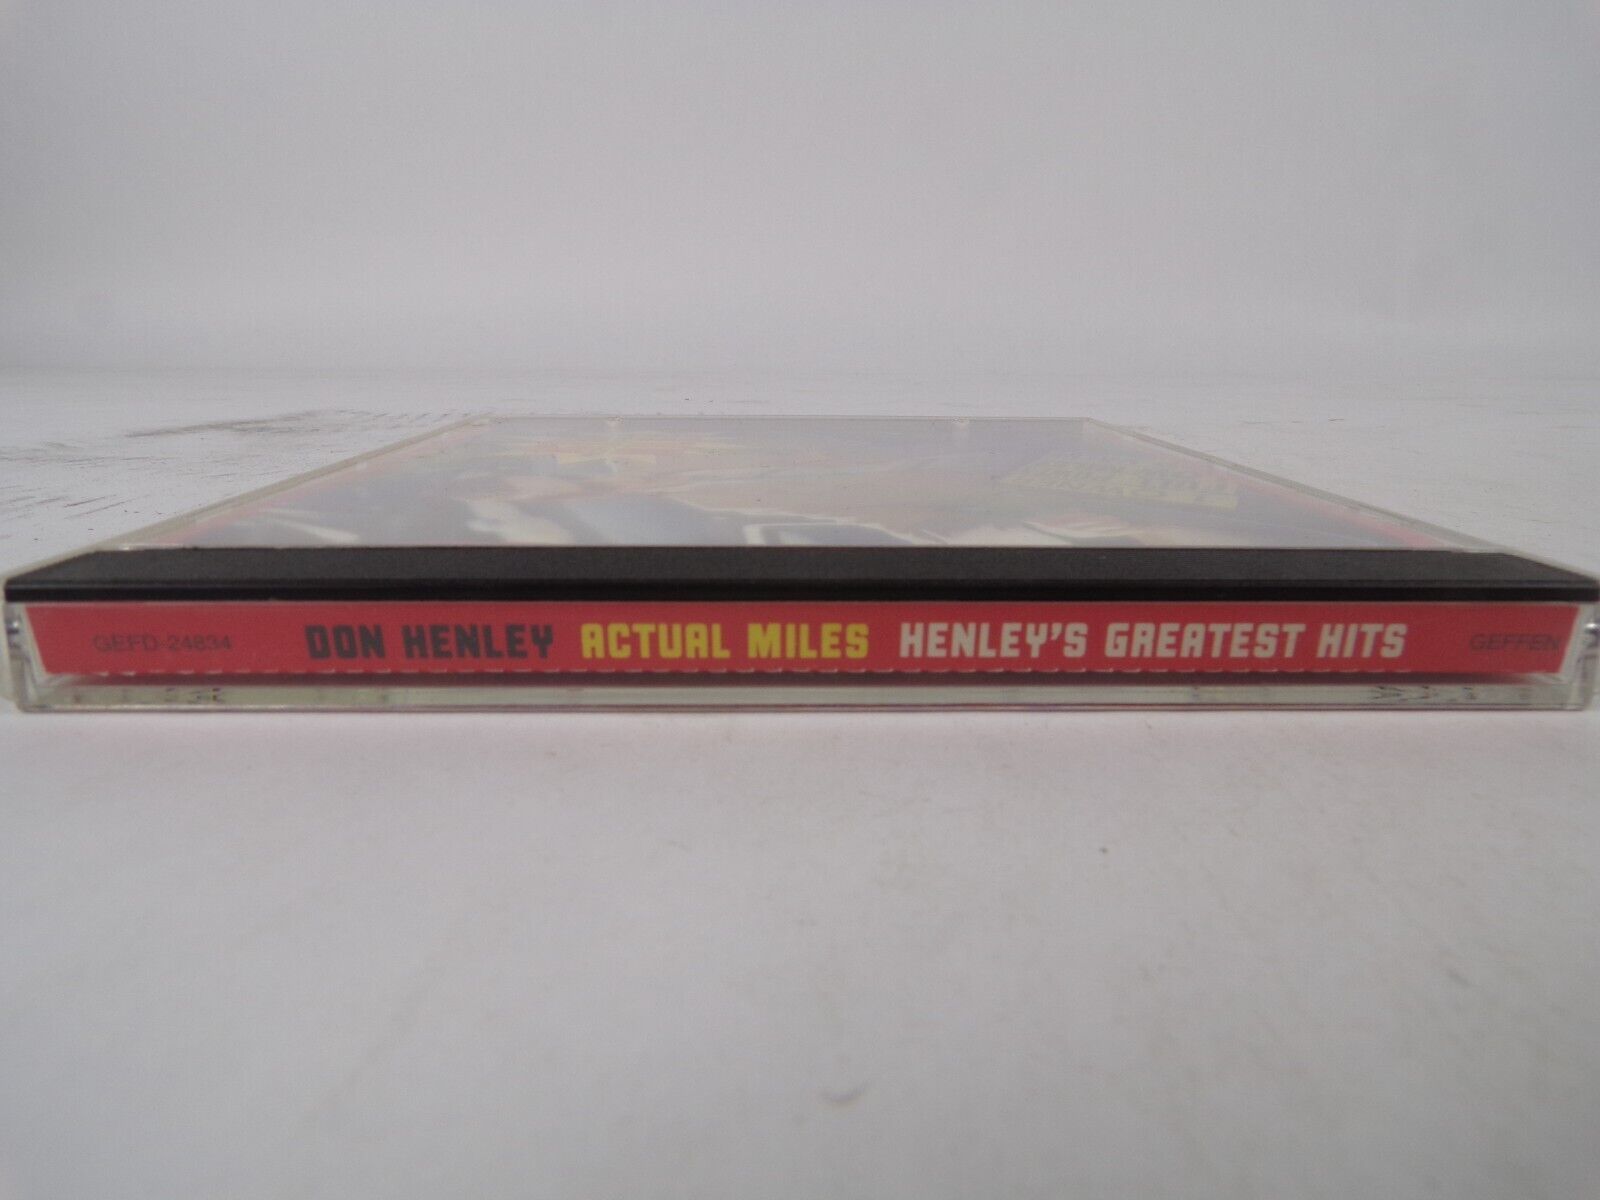 GEFD-24834 DON HENLEY ACTUAL MILES HENLEY'S GREATEST HITS GEFFEN